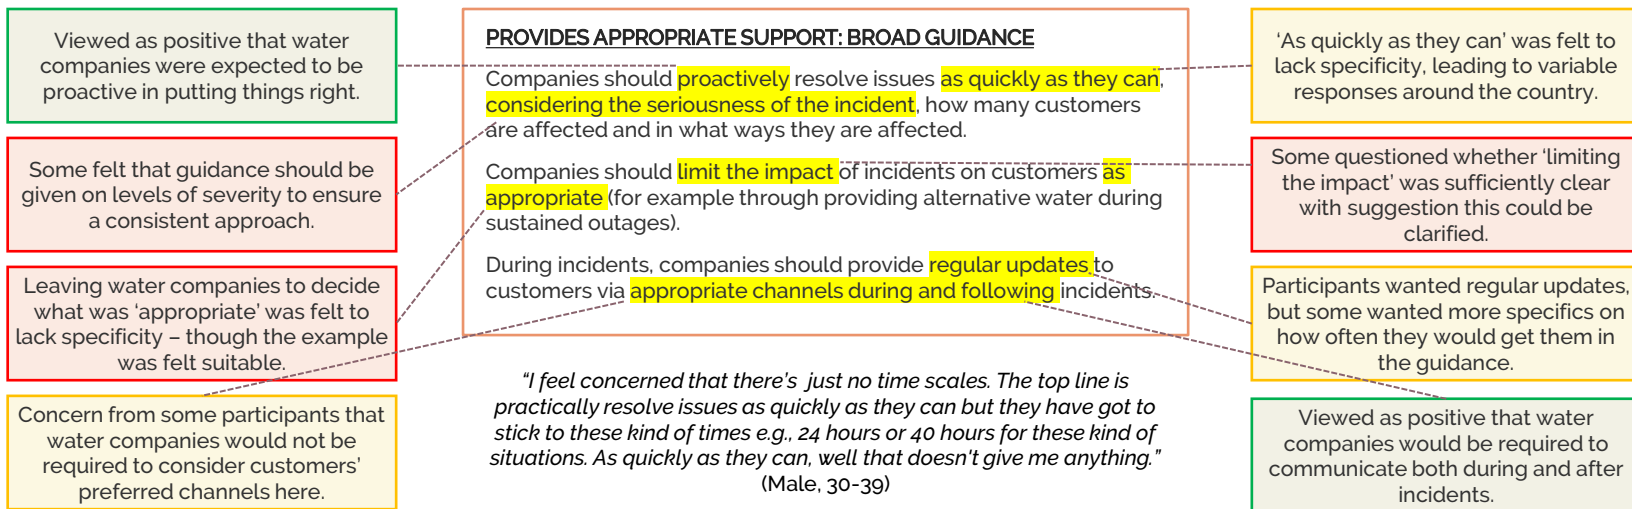 Viewed as positive that water
companies were expected to be
proactive in putting things right.
Some felt that guidance should be
given on levels of severity to ensure
a consistent approach.
Leaving water companies to decide
what was ‘appropriate’ was felt to
lack specificity – though the example
was felt suitable.
Concern from some participants that
water companies would not be
required to consider customers’
preferred channels here.
PROVIDES APPROPRIATE SUPPORT: BROAD GUIDANCE
Companies should proactively resolve issues as quickly as they can,
considering the seriousness of the incident, how many customers
are affected and in what ways they are affected.
Companies should limit the impact of incidents on customers as
appropriate (for example through providing alternative water during
sustained outages).
During incidents, companies should provide regular updates to
customers via appropriate channels during and following incidents.
“I feel concerned that there’s just no time scales. The top line is
practically resolve issues as quickly as they can but they have got to
stick to these kind of times e.g., 24 hours or 40 hours for these kind of
situations. As quickly as they can, well that doesn't give me anything.”
(Male, 30-39)
‘As quickly as they can’ was felt to
lack specificity, leading to variable
responses around the country.
Some questioned whether ‘limiting
the impact’ was sufficiently clear
with suggestion this could be
clarified.
Participants wanted regular updates,
but some wanted more specifics on
how often they would get them in
the guidance.
Viewed as positive that water
companies would be required to
communicate both during and after
incidents.